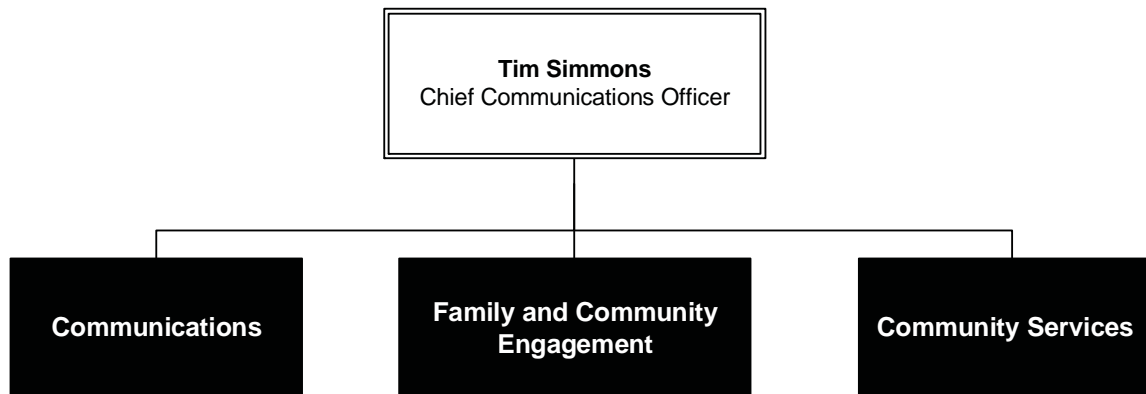 Tim Simmons
Chief Communications Officer
Communications
Family and Community
Engagement
Community Services